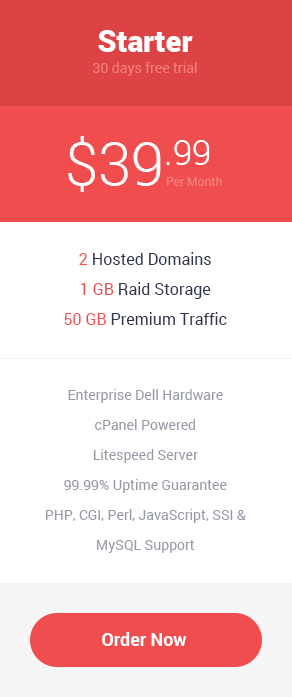 Starter
30 days free trial
$39.99
Per Month
2 Hosted Domains
1 GB Raid Storage
50 GB Premium Traffic
Enterprise Dell Hardware
cPanel Powered
Litespeed Server
99.99% Uptime Guarantee
PHP, CGI, Perl, JavaScript, SSI &
MySQL Support
Order Now